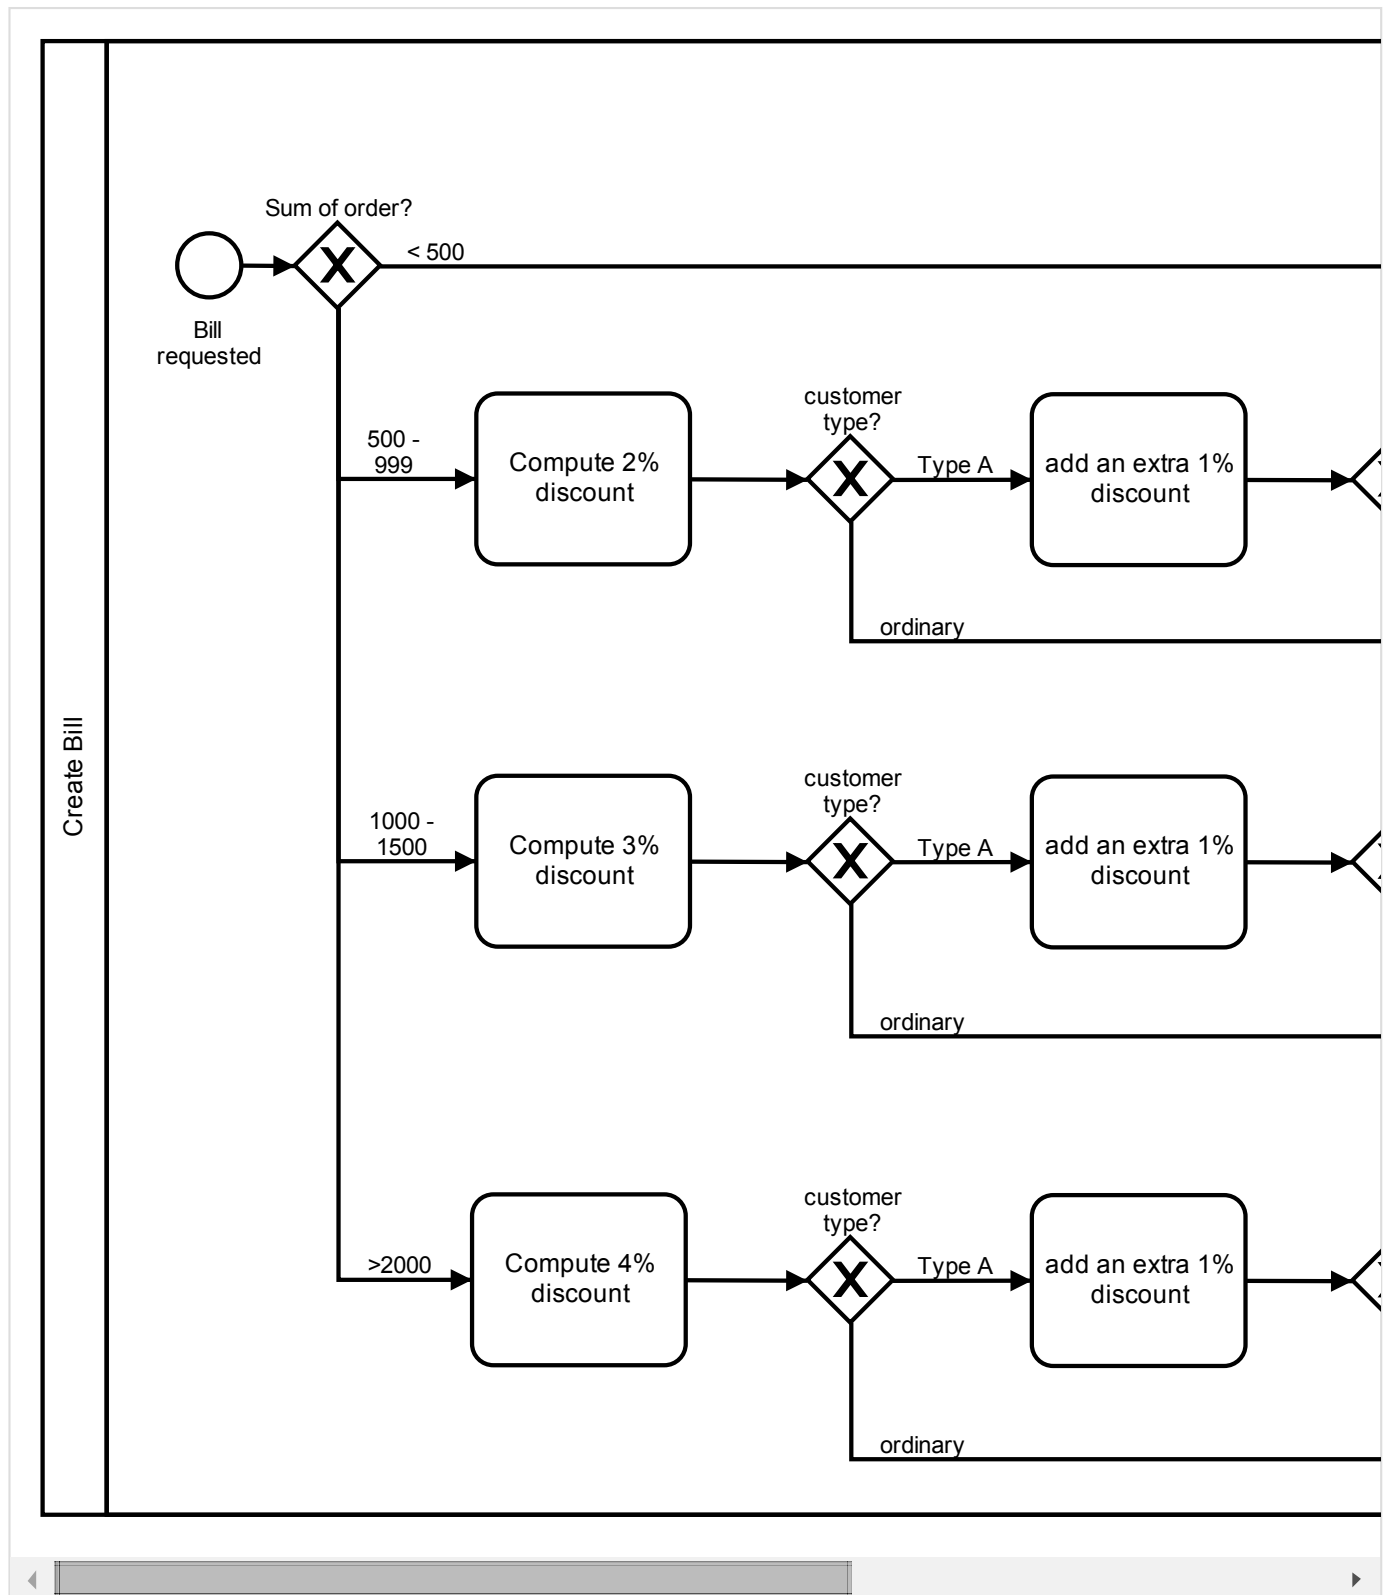 Sum of order?
< 500
Bill
requested
customer
type?
500 -
999
Compute 2%
discount
Type A
add an extra 1%
discount
ordinary
Create Bill
customer
type?
1000 -
1500
Compute 3%
discount
Type A
add an extra 1%
discount
ordinary
customer
type?
>2000
Compute 4%
discount
Type A
add an extra 1%
discount
ordinary